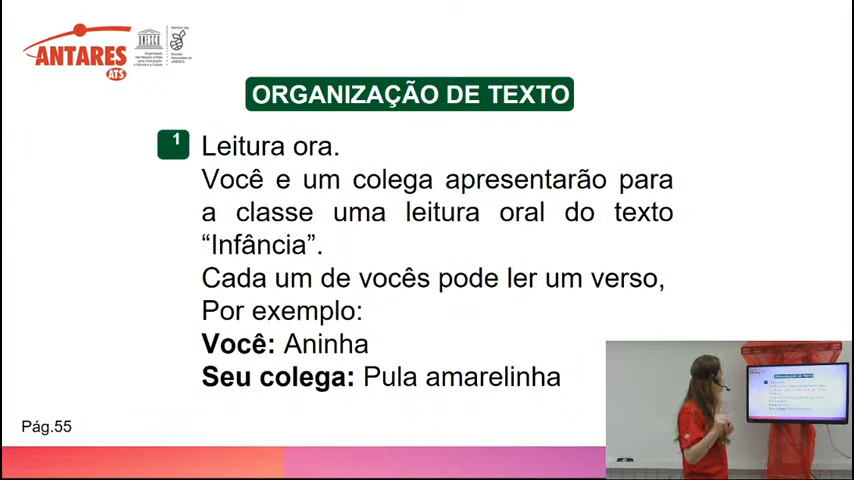 ANTARES
ATS
UNESCO
ORGANIZAÇÃO DE TEXTO
1
Leitura ora.
Você e um colega apresentarão para
a classe uma leitura oral do texto
“Infância”.
Cada um de vocês pode ler um verso,
Por exemplo:
Você: Aninha
Seu colega: Pula amarelinha
Pág.55